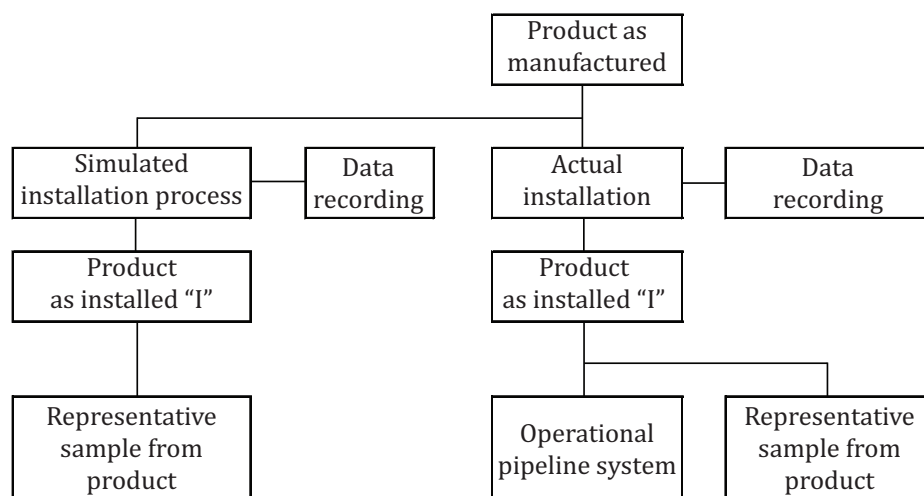 Product as
manufactured
Simulated
installation process
Data
recording
Actual
installation
Data
recording
Product
as installed “I”
Product
as installed “I”
Representative
sample from
product
Operational
pipeline system
Representative
sample from
product